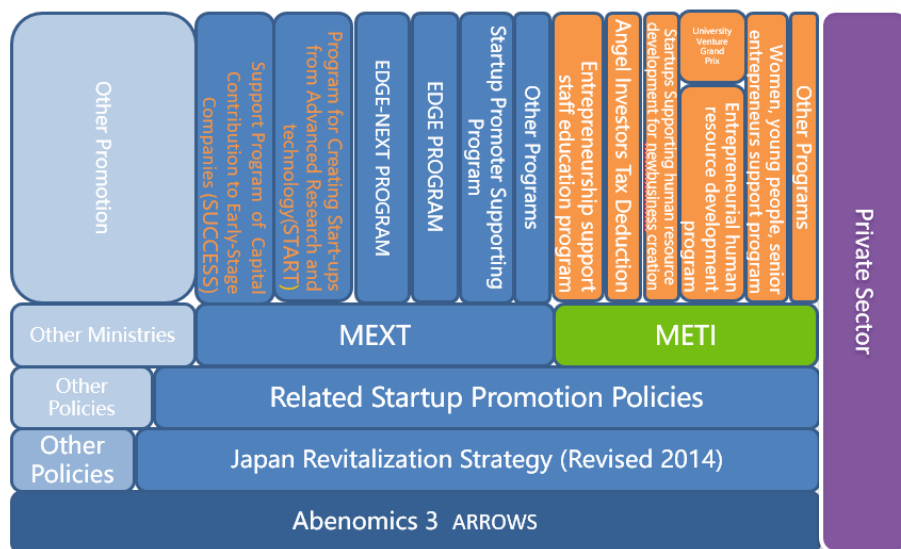 Other Promotion
Support Program of Capital
Contribution to Early-Stage
Companies (SUCCESS)
Program for Creating Start-ups
from Advanced Research and
technology(START)
EDGE-NEXT PROGRAM
EDGE PROGRAM
Startup Promoter Supporting
Program
Other Programs
Entrepreneurship support
staff education program
Angel Investors Tax Deduction
Startups Supporting human resource
development for newbusiness creation
University
Venture
Grand
Prix
Entrepreneurial human
resource development
program
Women, young people, senior
entrepreneurs support program
Other Programs
Private Sector
Other Ministries
MEXT
METI
Other
Policies
Related Startup Promotion Policies
Other
Policies
Japan Revitalization Strategy (Revised 2014)
Abenomics 3 ARROWS